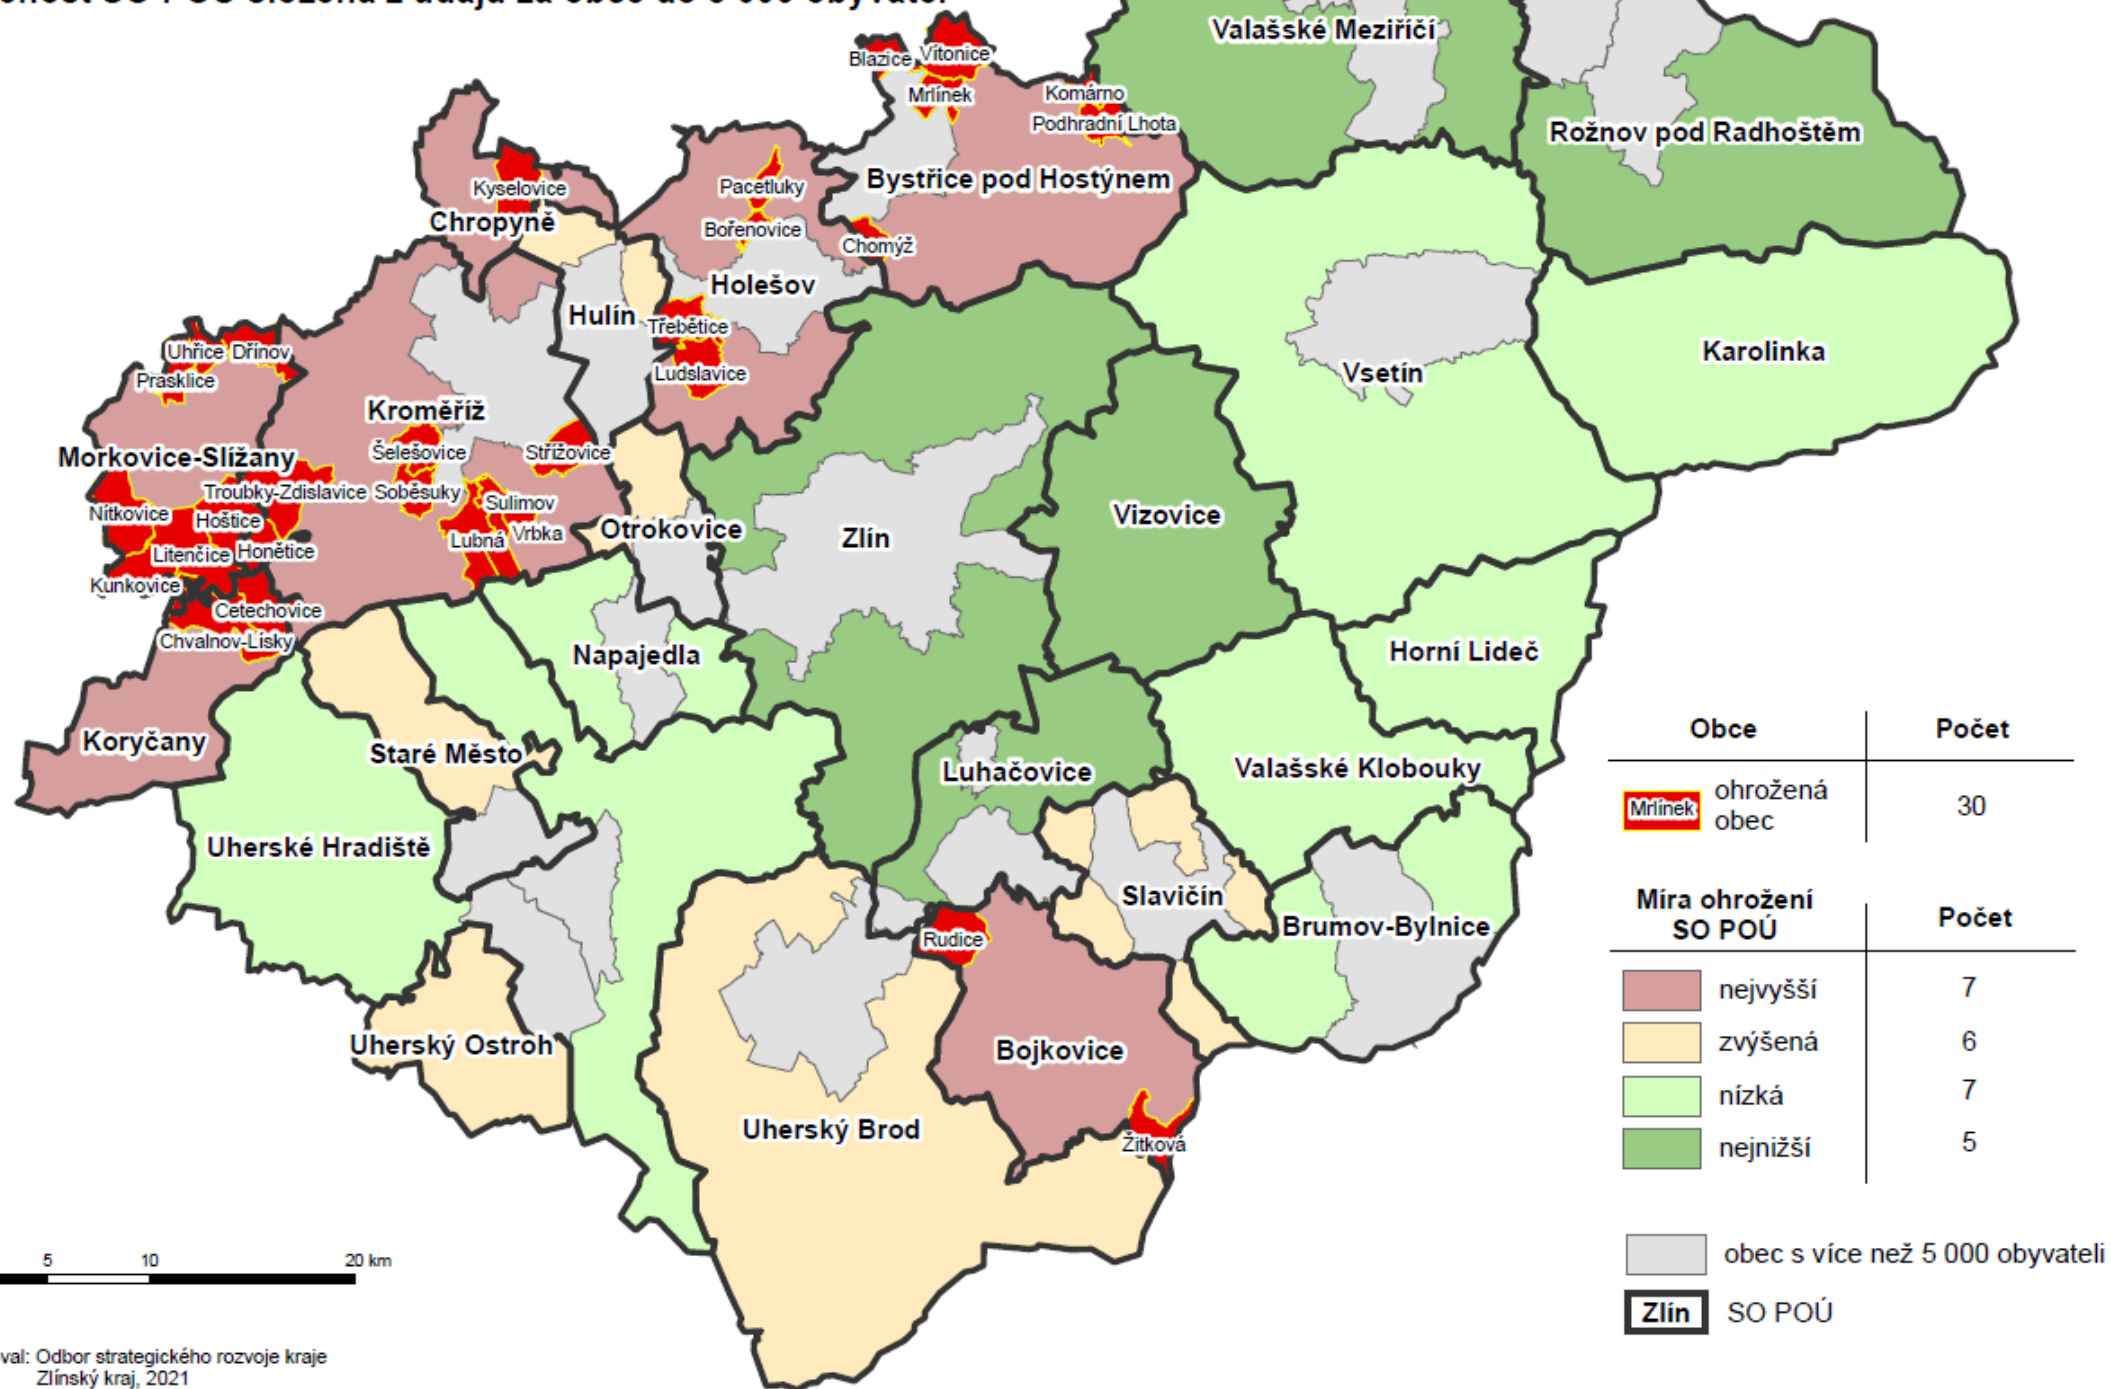 Valašské Meziříčí
Blazice
Vítonice
Mrlínek
Komárno
Podhradní Lhota
Rožnov pod Radhoštěm
Bystřice pod Hostýnem
Kyselovice
Pacetluky
Chropyně
Bořenovice
Chomýž
Holešov
Hulín
Třebětice
Uhřice
Dřínov
Karolinka
Prasklice
Ludslavice
Vsetín
Kroměříž
Morkovice-Slížany
Šelešovice
Střížovice
Troubky-Zdislavice
Soběsuky
Sulimov
Nítkovice
Hoštice
Vizovice
Otrokovice
Vrbka
Zlín
Lubná
Litenčice
Honětice
Kunkovice
Cetechovice
Chvalnov-Lísky
Napajedla
Horní Lideč
Koryčany
Staré Město
Luhačovice
Valašské Klobouky
Uherské Hradiště
Slavičín
Brumov-Bylnice
Rudice
Uherský Ostroh
Bojkovice
Uherský Brod
Žítková
Obce Počet
Mrlínek ohrožená
obec 30
Míra ohrožení
SO POÚ Počet
nejvyšší 7
zvýšená 6
nízká 7
nejnižší 5
obec s více než 5 000 obyvateli
Zlín SO POÚ
5 10 20 km
Odbor strategického rozvoje kraje
Zlínský kraj, 2021